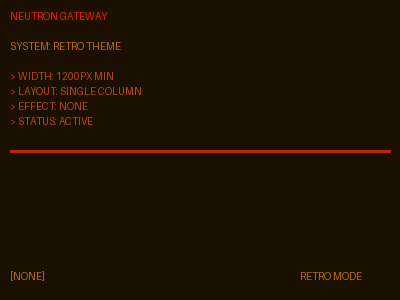 NEUTRON GATEWAY
SYSTEM: RETRO THEME
> WIDTH: 1200PX MIN
> LAYOUT: SINGLE COLUMN
> EFFECT: NONE
> STATUS: ACTIVE
[NONE]
RETRO MODE